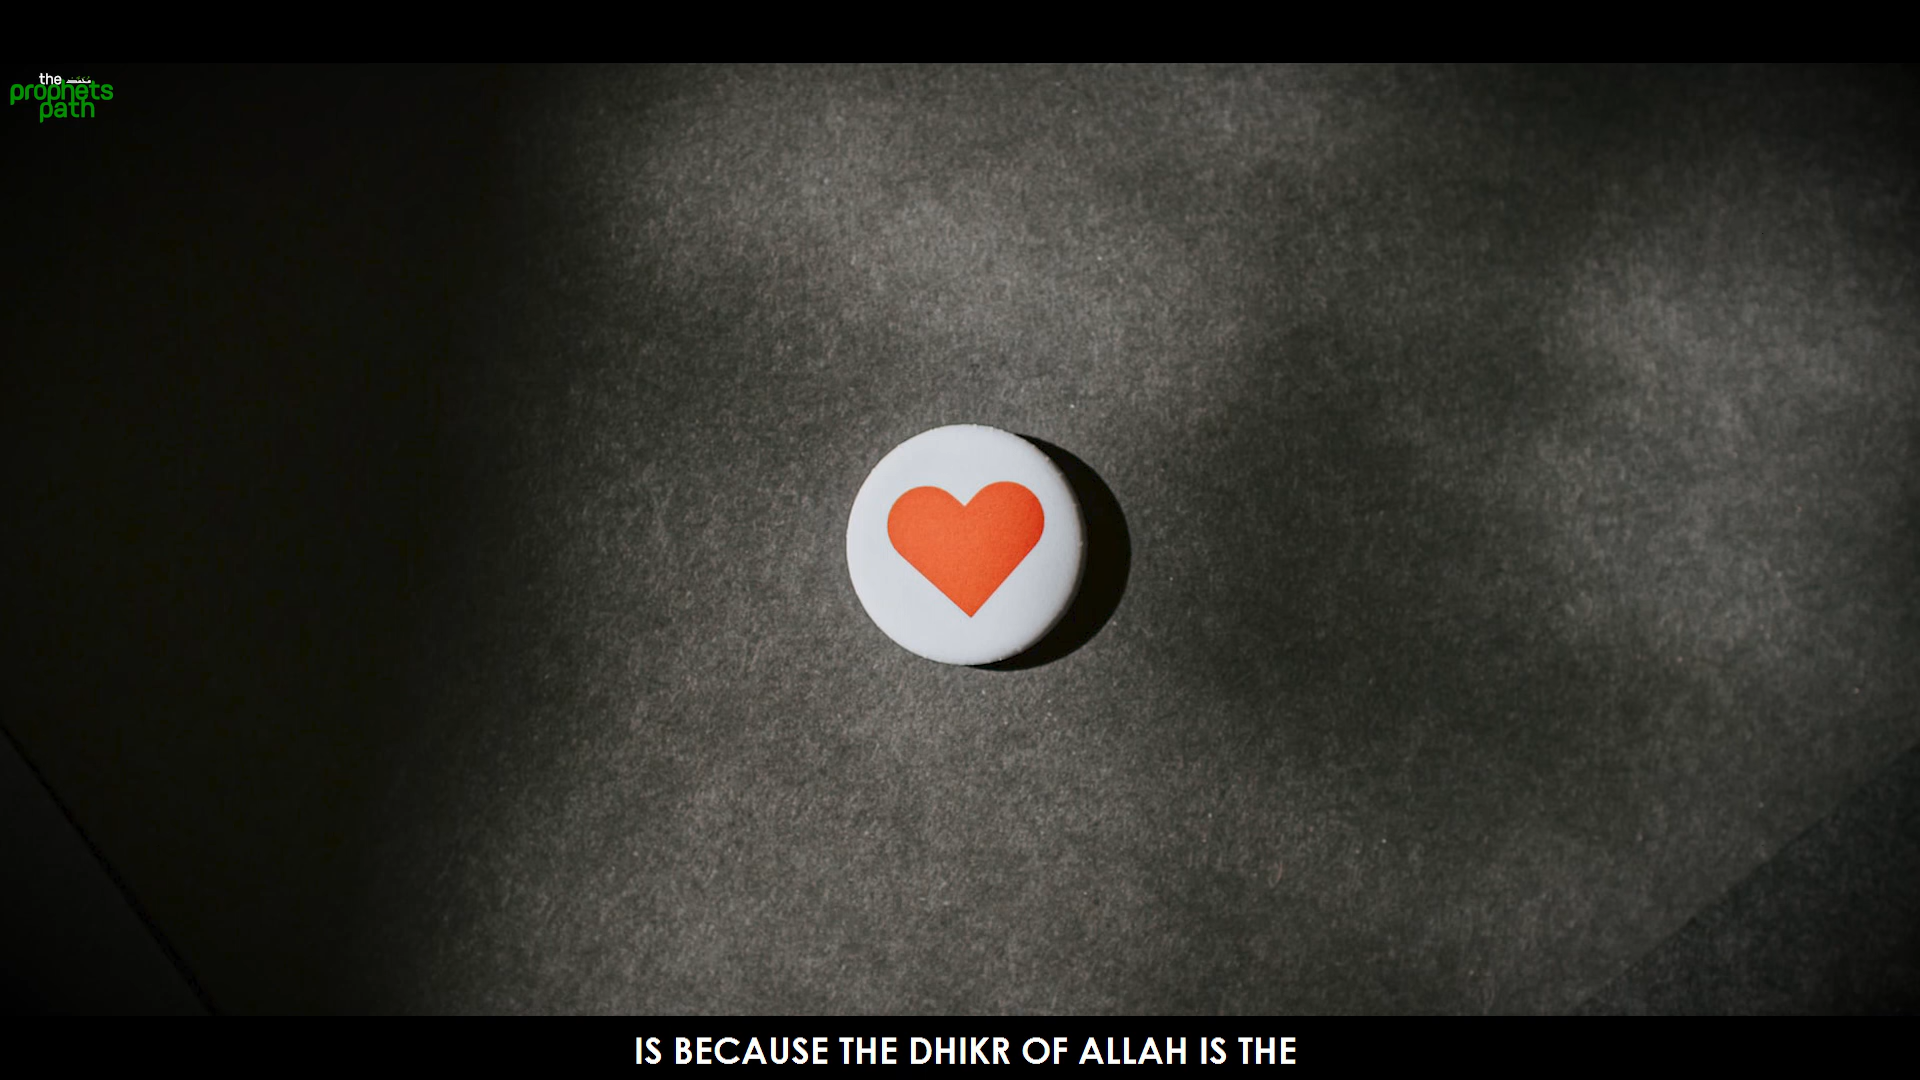 the
prophets
path
IS BECAUSE THE DHIKR OF ALLAH IS THE